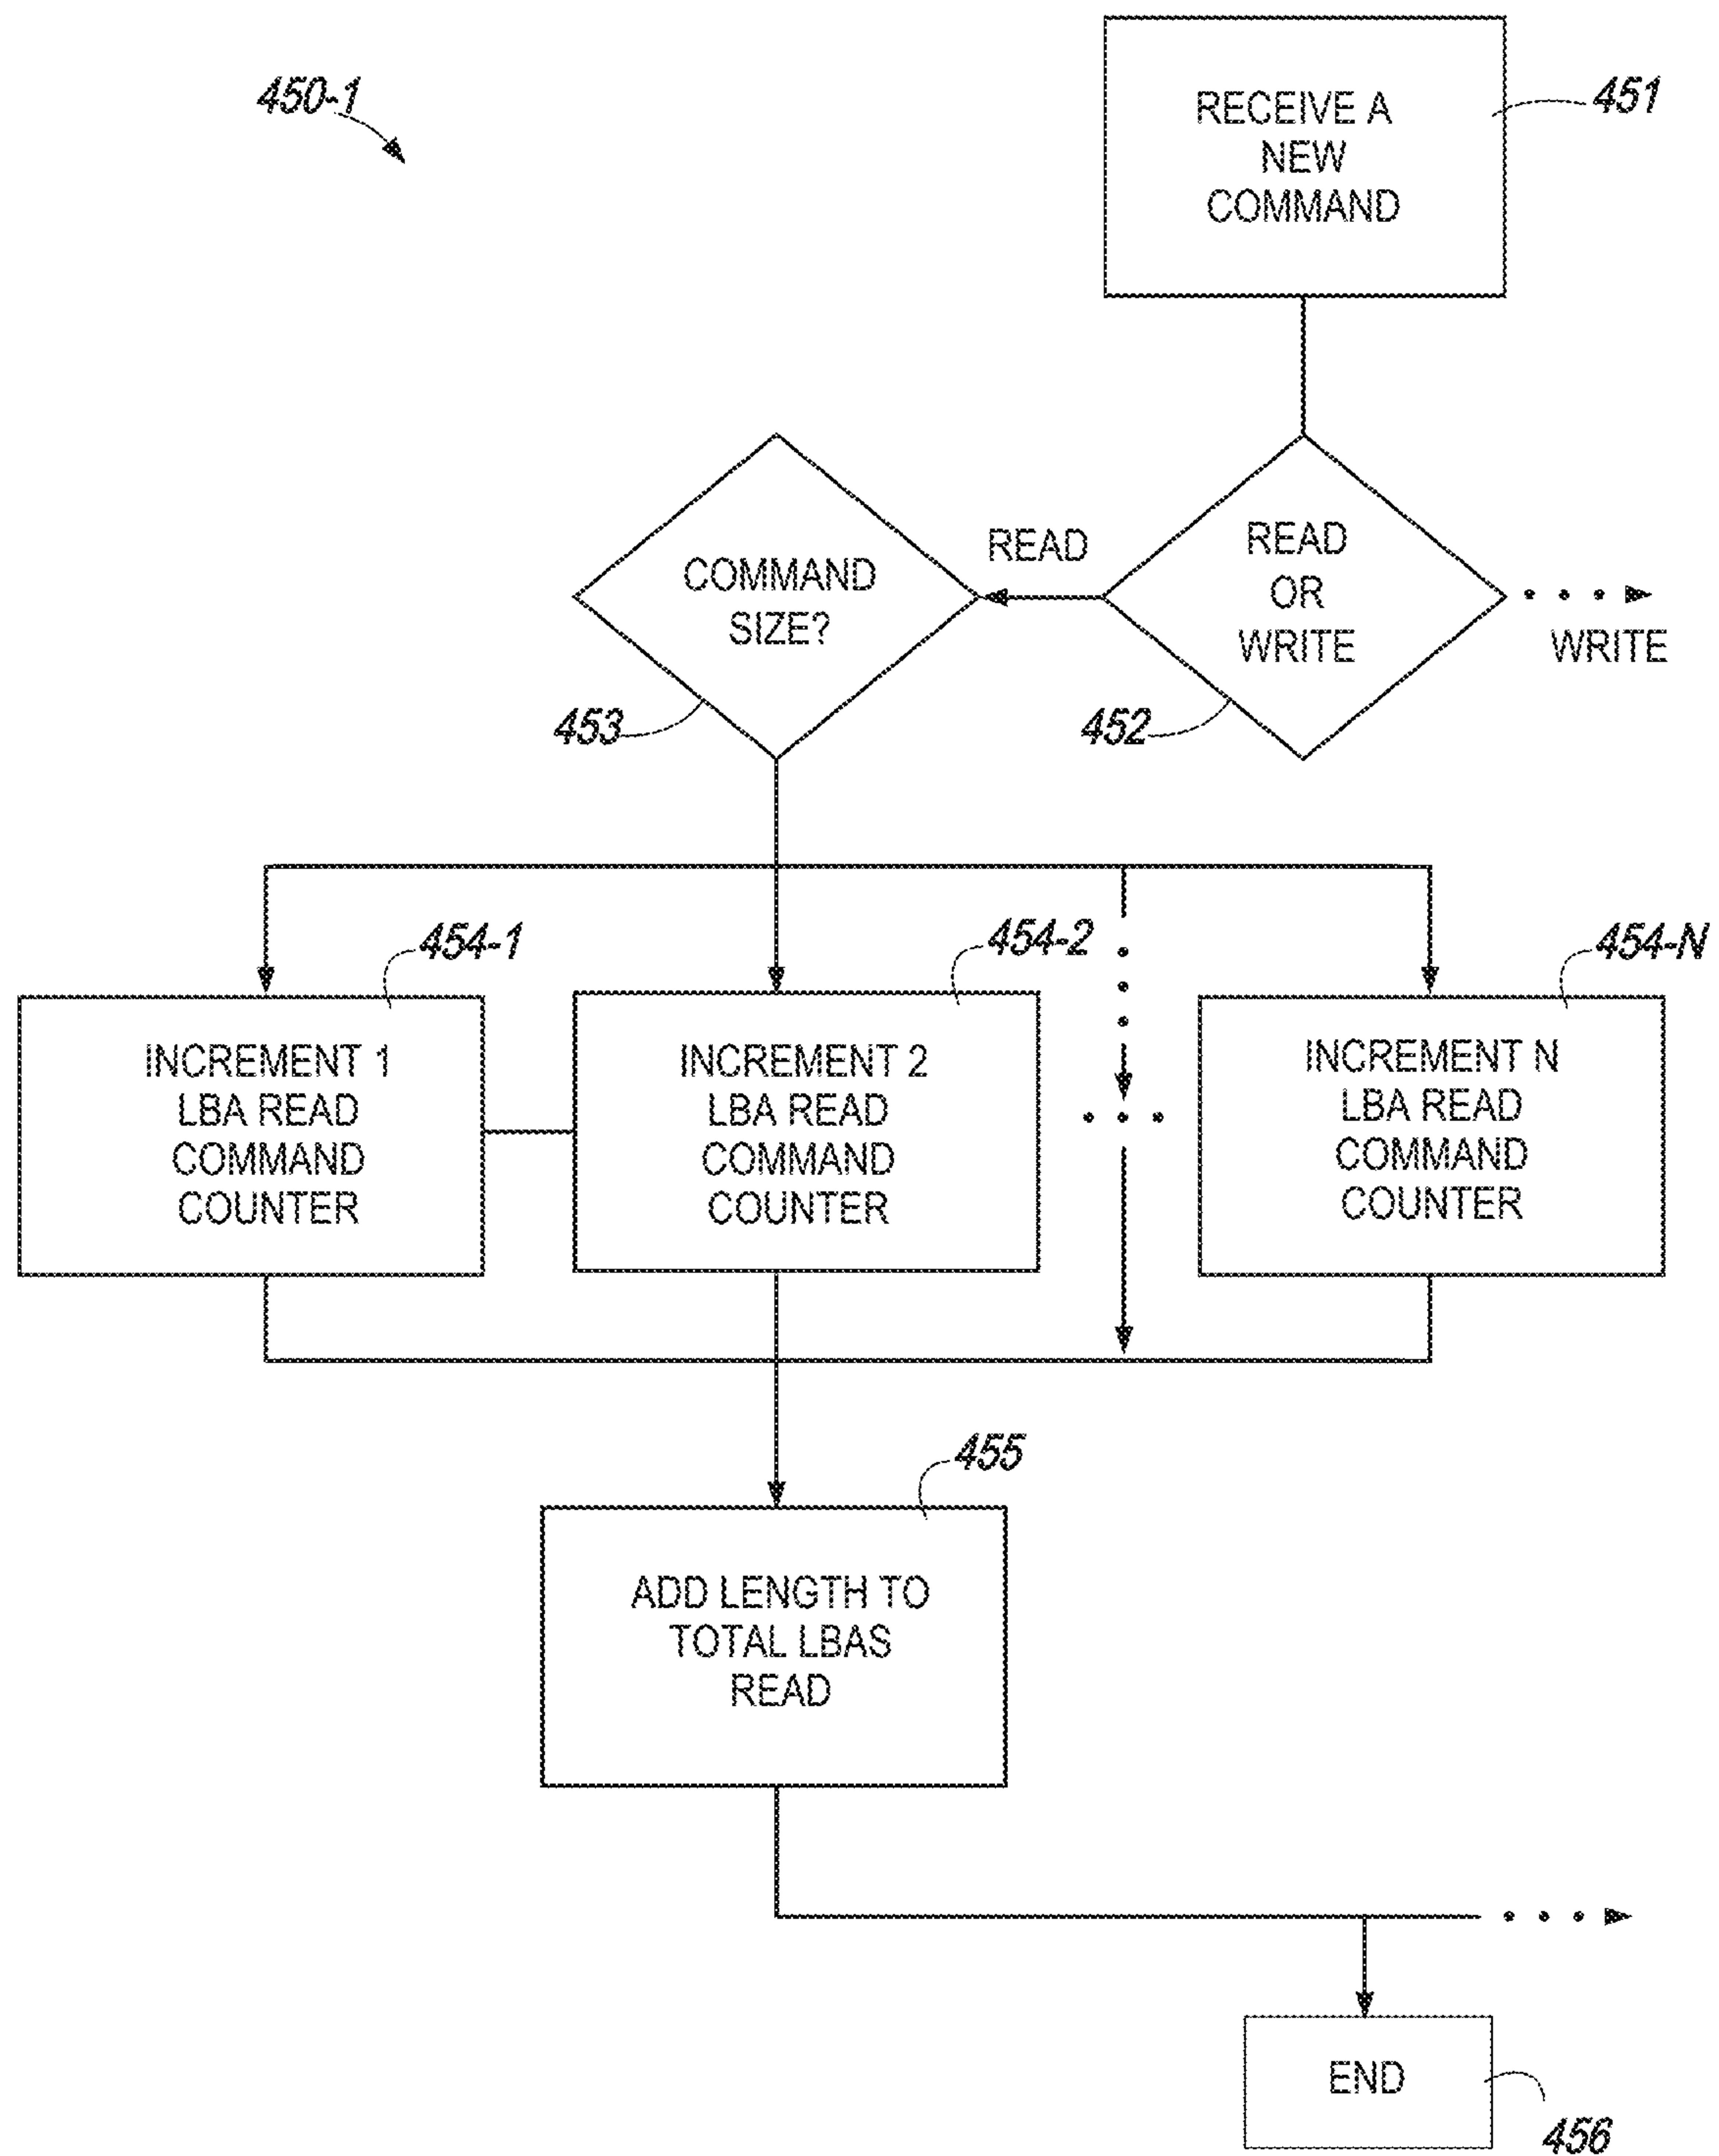 450-1
RECEIVE A
NEW
COMMAND
451
READ
OR
WRITE
452
READ
WRITE
COMMAND
SIZE?
453
454-1
INCREMENT 1
LBA READ
COMMAND
COUNTER
454-2
INCREMENT 2
LBA READ
COMMAND
COUNTER
454-N
INCREMENT N
LBA READ
COMMAND
COUNTER
455
ADD LENGTH TO
TOTAL LBAS
READ
END
456